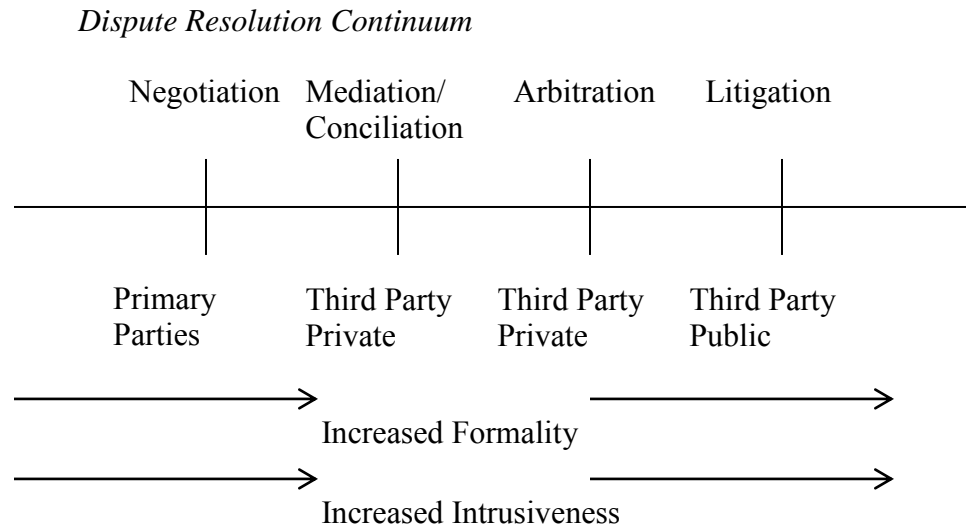 Dispute Resolution Continuum
Negotiation
Mediation/
Conciliation
Arbitration
Litigation
Primary
Parties
Third Party
Private
Third Party
Private
Third Party
Public
Increased Formality
Increased Intrusiveness